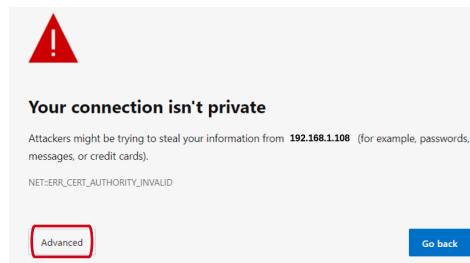 Your connection isn't private
Attackers might be trying to steal your information from 192.168.1.108 (for example, passwords,
messages, or credit cards).
NET::ERR_CERT_AUTHORITY_INVALID
Advanced
Go back